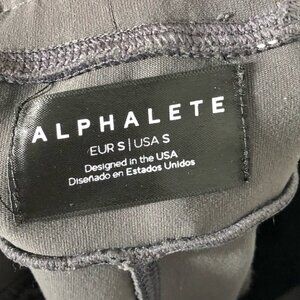 ALPHALETE
EUR S | USA S
Designed in the USA
Diseñado en Estados Unidos